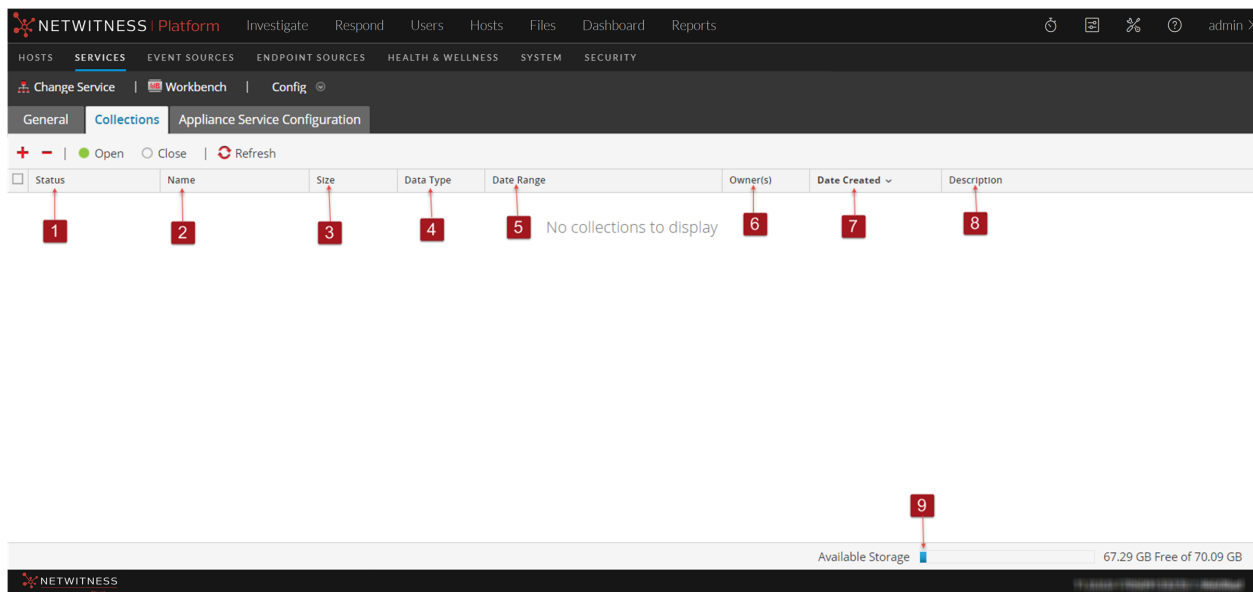 NETWITNESS | Platform Investigate Respond Users Hosts Files Dashboard Reports admin
HOSTS SERVICES EVENT SOURCES ENDPOINT SOURCES HEALTH & WELLNESS SYSTEM SECURITY
Change Service | Workbench | Config
General Collections Appliance Service Configuration
+ − | Open Close | Refresh
Status Name Size Data Type Date Range Owner(s) Date Created Description
1 2 3 4 5 No collections to display 6 7 8
9
Available Storage 67.29 GB Free of 70.09 GB
NETWITNESS